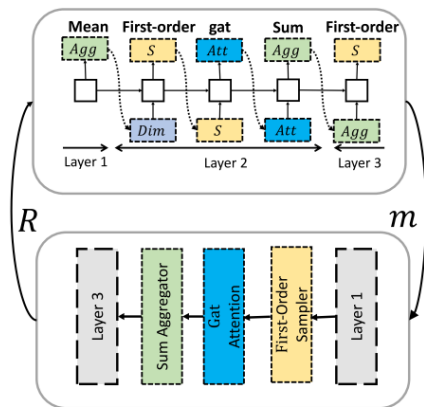 Mean First-order gat Sum First-order
Agg S Att Agg S
Dim S Att Agg
Layer 1 Layer 2 Layer 3
R m
Layer 3
Sum Aggregator
Gat
Attention
First-Order
Sampler
Layer 1